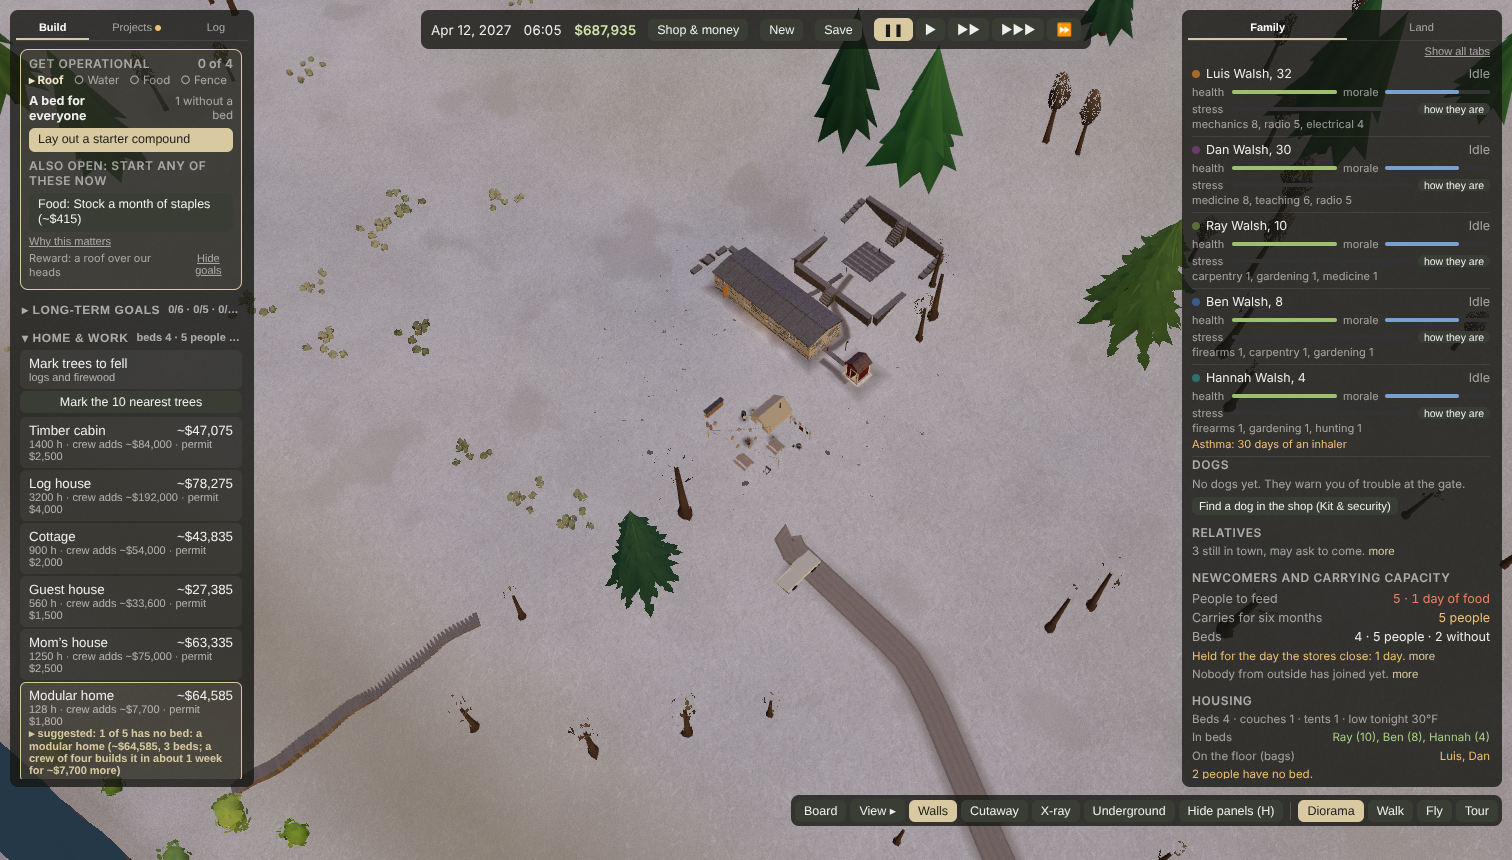 Build Projects Log
GET OPERATIONAL 0 of 4
▸ Roof Water Food Fence
A bed for everyone 1 without a bed
Lay out a starter compound
ALSO OPEN: START ANY OF
THESE NOW
Food: Stock a month of staples
(~$415)
Why this matters
Reward: a roof over our
heads
Hide
goals
▸ LONG-TERM GOALS 0/6 · 0/5 · 0/...
▾ HOME & WORK beds 4 · 5 people ...
Mark trees to fell
logs and firewood
Mark the 10 nearest trees
Timber cabin ~$47,075
1400 h · crew adds ~$84,000 · permit
$2,500
Log house ~$78,275
3200 h · crew adds ~$192,000 · permit
$4,000
Cottage ~$43,835
900 h · crew adds ~$54,000 · permit
$2,000
Guest house ~$27,385
560 h · crew adds ~$33,600 · permit
$1,500
Mom's house ~$63,335
1250 h · crew adds ~$75,000 · permit
$2,500
Modular home ~$64,585
128 h · crew adds ~$7,700 · permit
$1,800
▸ suggested: 1 of 5 has no bed: a
modular home (~$64,585, 3 beds; a
crew of four builds it in about 1 week
for ~$7,700 more)
Apr 12, 2027 06:05 $687,935 Shop & money New Save
Family Land
Show all tabs
Luis Walsh, 32 Idle
health morale
stress how they are
mechanics 8, radio 5, electrical 4
Dan Walsh, 30 Idle
health morale
stress how they are
medicine 8, teaching 6, radio 5
Ray Walsh, 10 Idle
health morale
stress how they are
carpentry 1, gardening 1, medicine 1
Ben Walsh, 8 Idle
health morale
stress how they are
firearms 1, carpentry 1, gardening 1
Hannah Walsh, 4 Idle
health morale
stress how they are
firearms 1, gardening 1, hunting 1
Asthma: 30 days of an inhaler
DOGS
No dogs yet. They warn you of trouble at the gate.
Find a dog in the shop (Kit & security)
RELATIVES
3 still in town, may ask to come. more
NEWCOMERS AND CARRYING CAPACITY
People to feed 5 · 1 day of food
Carries for six months 5 people
Beds 4 · 5 people · 2 without
Held for the day the stores close: 1 day. more
Nobody from outside has joined yet. more
HOUSING
Beds 4 · couches 1 · tents 1 · low tonight 30°F
In beds Ray (10), Ben (8), Hannah (4)
On the floor (bags) Luis, Dan
2 people have no bed.
Board View ▸ Walls Cutaway X-ray Underground Hide panels (H) Diorama Walk Fly Tour